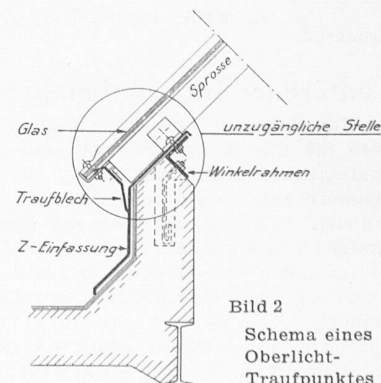 Sprosse
Glas
unzugängliche Stelle
Winkelrahmen
Traufblech
Z-Einfassung
Bild 2
Schema eines
Oberlicht-
Traufpunktes